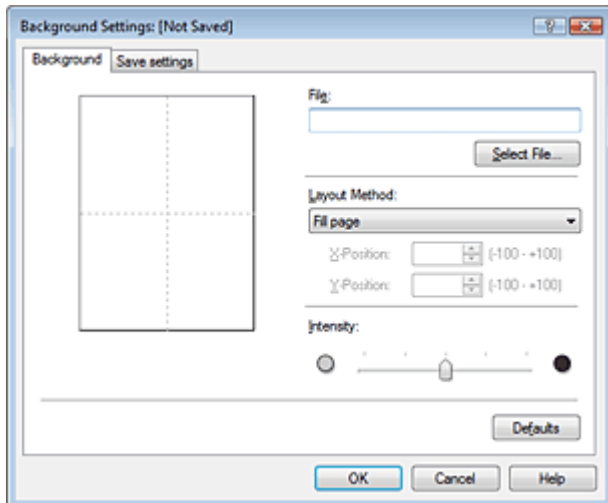 Background Settings: [Not Saved]
Background Save settings
File:
Select File...
Layout Method:
Fill page
X-Position: (-100 - +100)
Y-Position: (-100 - +100)
Intensity:
Defaults
OK Cancel Help